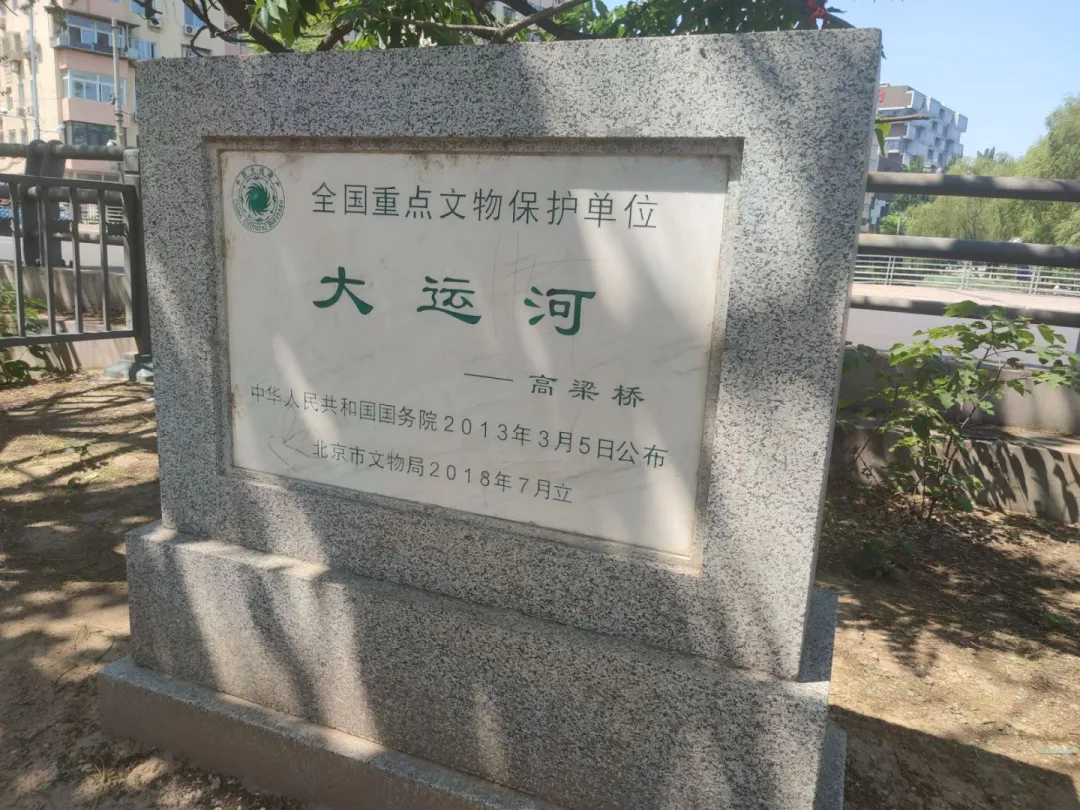 全国重点文物保护单位
大运河
—— 高梁桥
中华人民共和国国务院2013年3月5日公布
北京市文物局2018年7月立